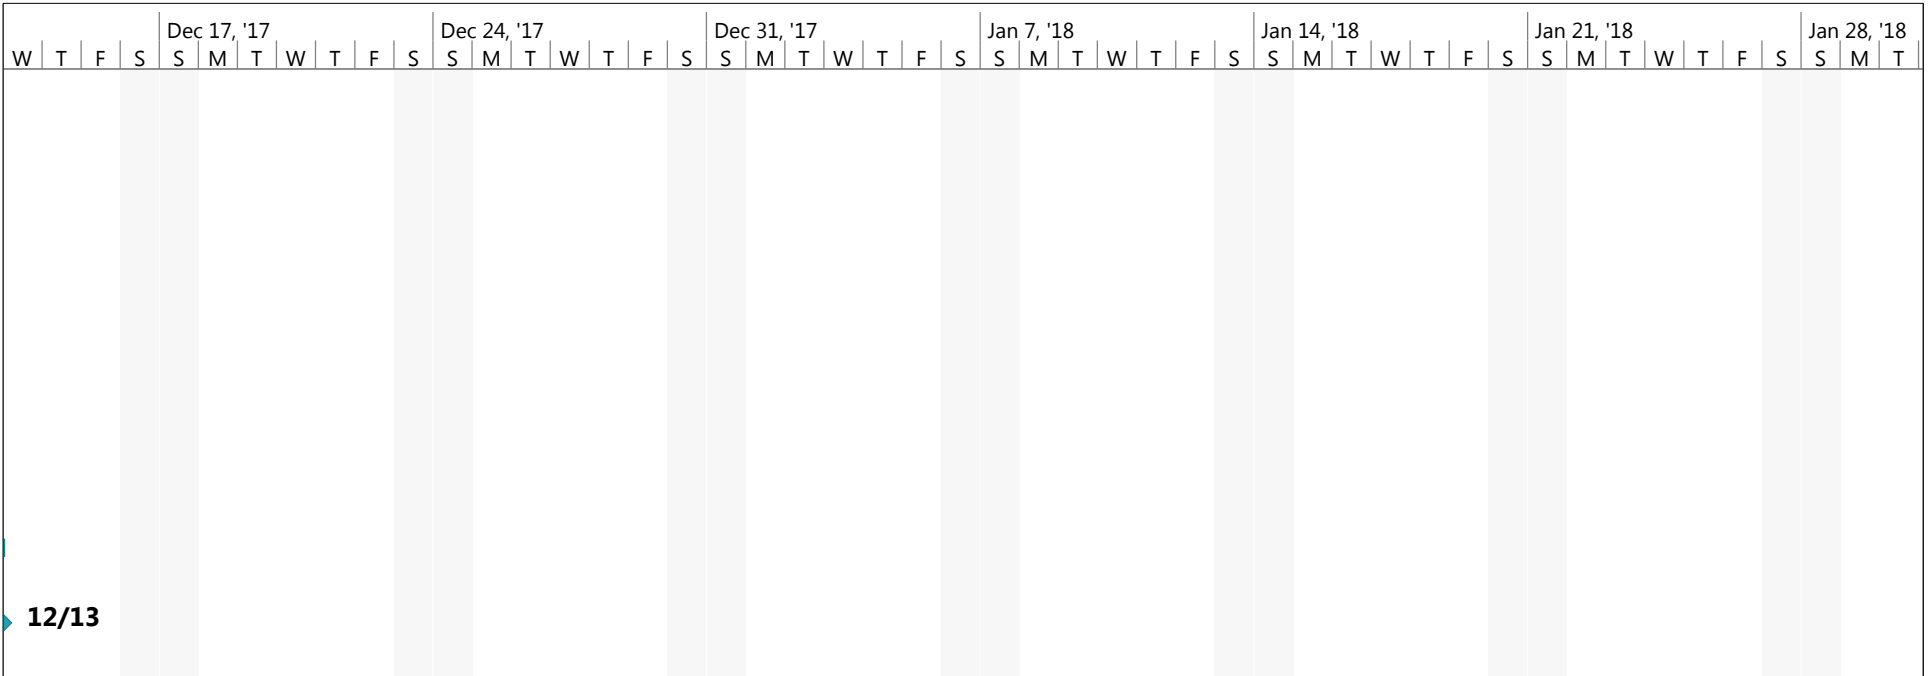 Dec 17, '17 Dec 24, '17 Dec 31, '17 Jan 7, '18 Jan 14, '18 Jan 21, '18 Jan 28, '18
W T F S S M T W T F S S M T W T F S S M T W T F S S M T W T F S S M T W T F S S M T W T F S S M T
12/13